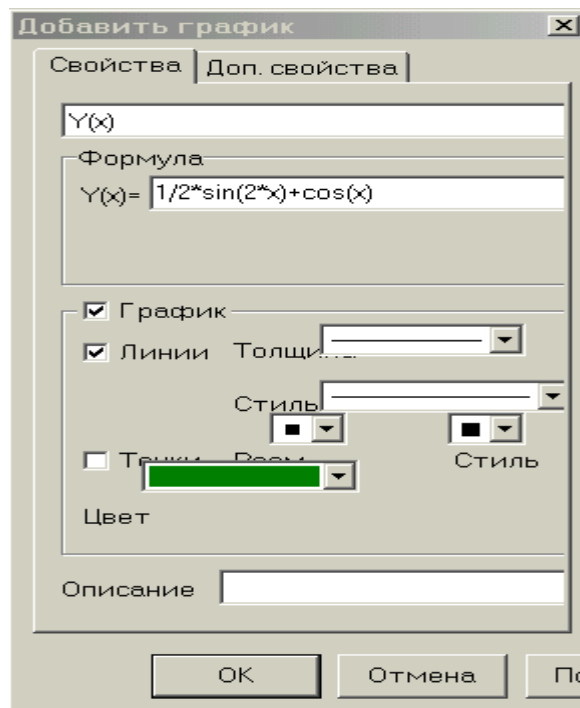 Добавить график
Свойства Доп. свойства
Y(x)
Формула
Y(x)= 1/2*sin(2*x)+cos(x)
График
Линии
Стиль
Стиль
Цвет
Описание
OK Отмена